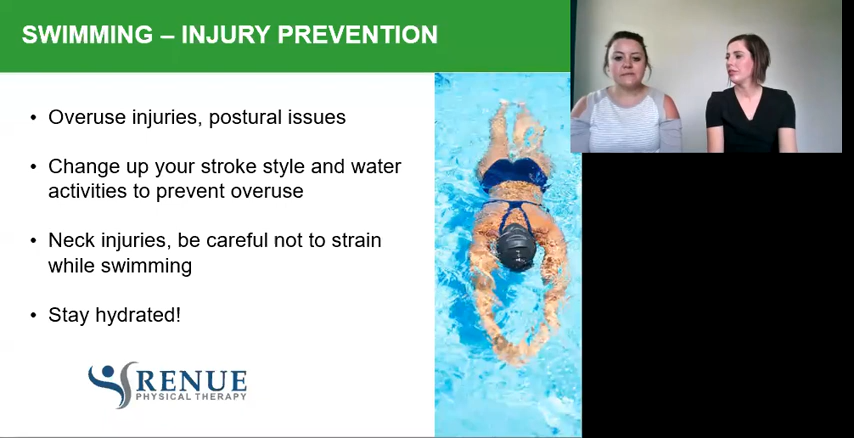 SWIMMING – INJURY PREVENTION
• Overuse injuries, postural issues
• Change up your stroke style and water
activities to prevent overuse
• Neck injuries, be careful not to strain
while swimming
• Stay hydrated!
RENUE
PHYSICAL THERAPY